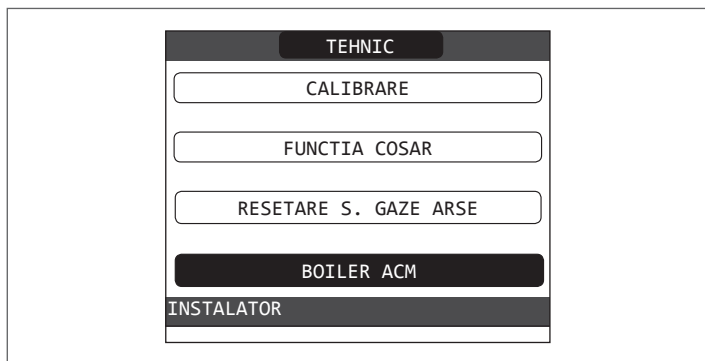 TEHNIC
CALIBRARE
FUNCTIA COSAR
RESETARE S. GAZE ARSE
BOILER ACM
INSTALATOR